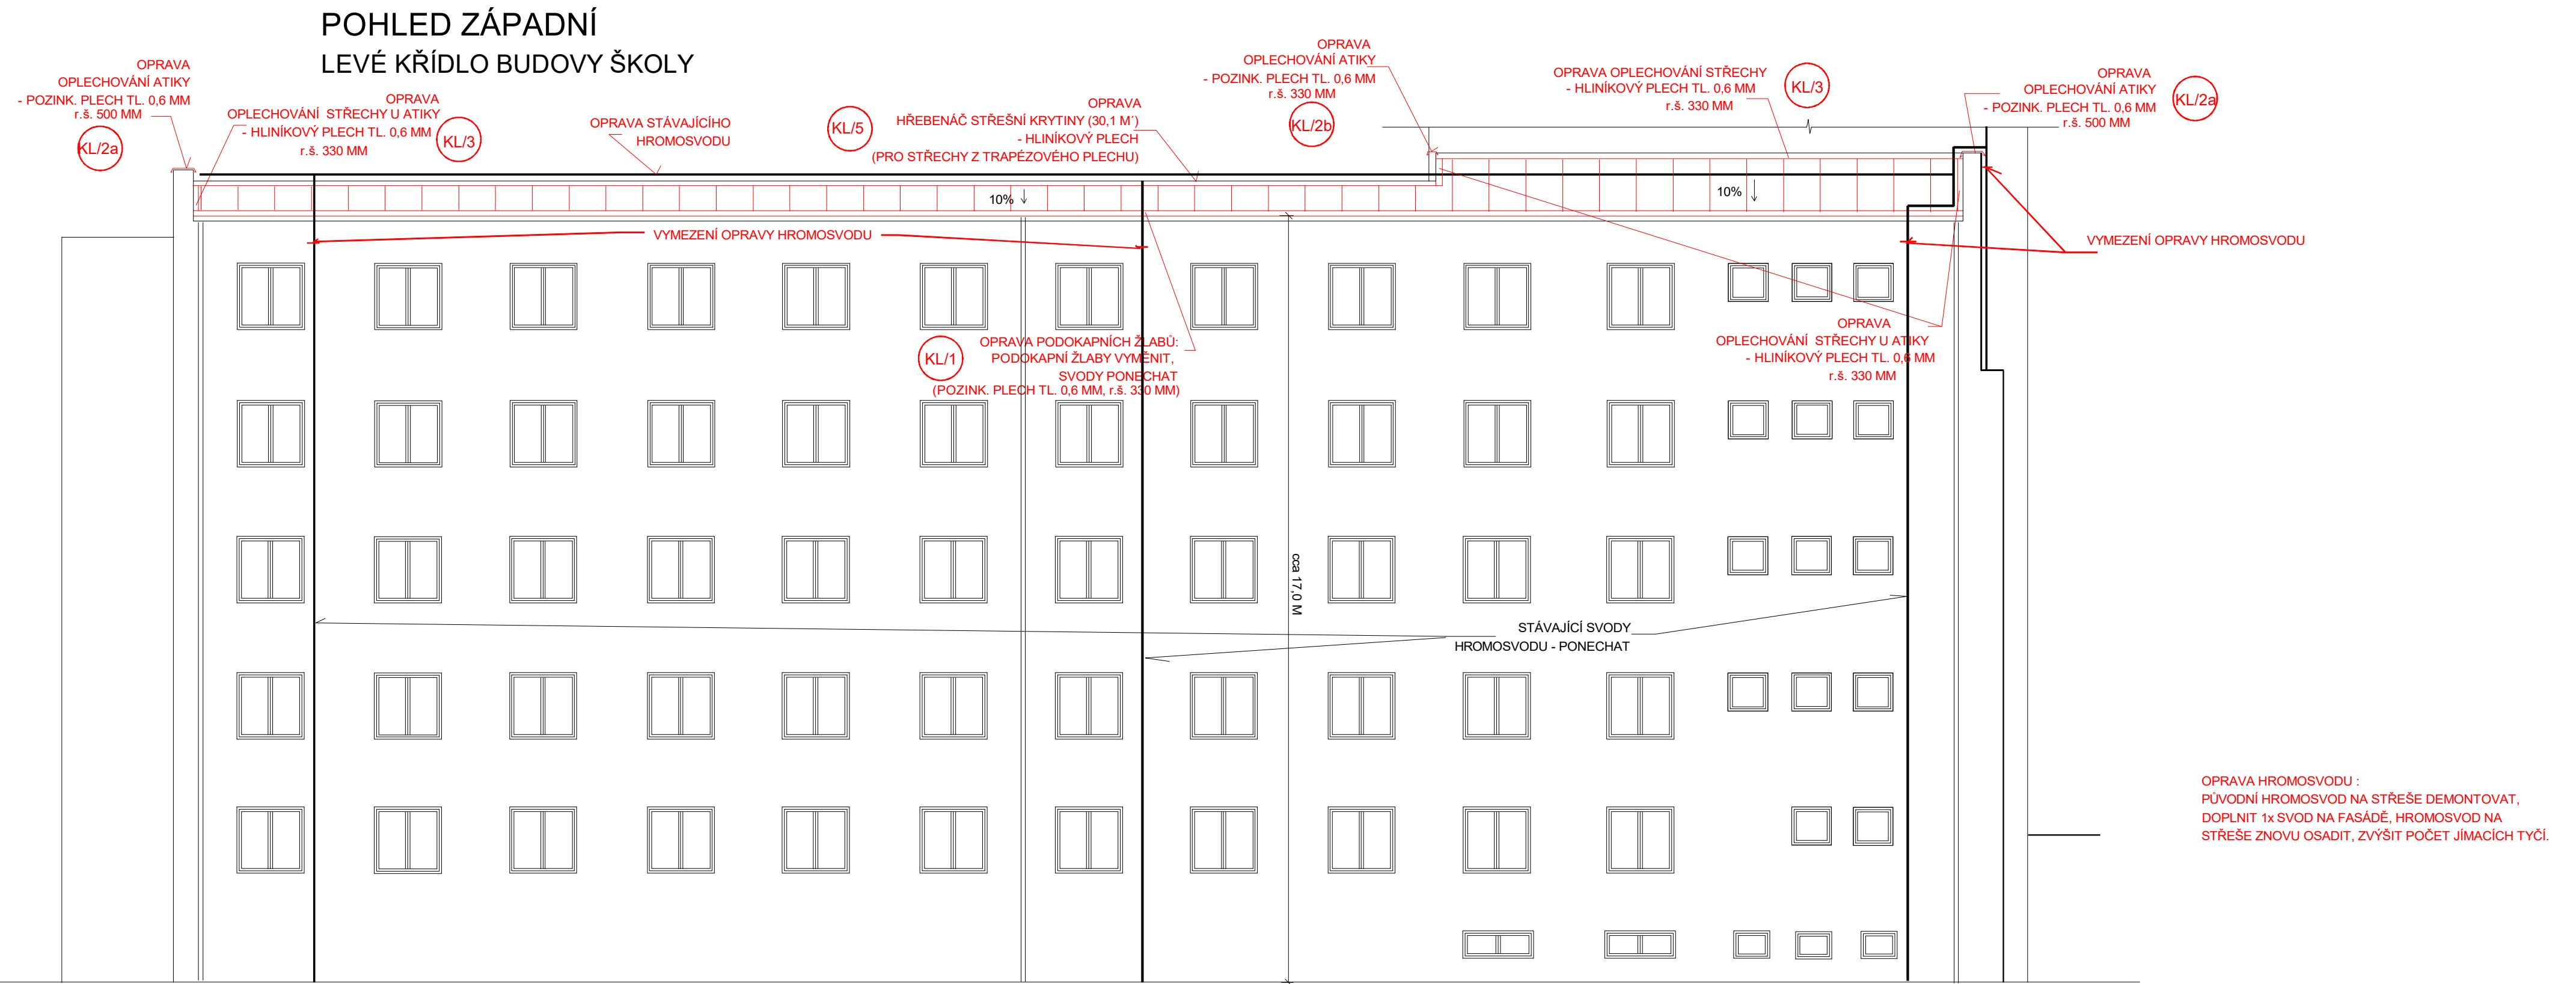 POHLED ZÁPADNÍ
LEVÉ KŘÍDLO BUDOVY ŠKOLY
OPRAVA
OPLECHOVÁNÍ ATIKY
- POZINK. PLECH TL. 0,6 MM
r.š. 500 MM
KL/2a
OPRAVA
OPLECHOVÁNÍ STŘECHY U ATIKY
- HLINÍKOVÝ PLECH TL. 0,6 MM
r.š. 330 MM
KL/3
OPRAVA STÁVAJÍCÍHO
HROMOSVODU
KL/5
OPRAVA
HŘEBENÁČ STŘEŠNÍ KRYTINY (30,1 M´)
- HLINÍKOVÝ PLECH
(PRO STŘECHY Z TRAPÉZOVÉHO PLECHU)
OPRAVA
OPLECHOVÁNÍ ATIKY
- POZINK. PLECH TL. 0,6 MM
r.š. 330 MM
KL/2b
OPRAVA OPLECHOVÁNÍ STŘECHY
- HLINÍKOVÝ PLECH TL. 0,6 MM
r.š. 330 MM
KL/3
OPRAVA
OPLECHOVÁNÍ ATIKY
- POZINK. PLECH TL. 0,6 MM
r.š. 500 MM
KL/2a
10%
10%
VYMEZENÍ OPRAVY HROMOSVODU
VYMEZENÍ OPRAVY HROMOSVODU
KL/1
OPRAVA PODOKAPNÍCH ŽLABŮ:
PODOKAPNÍ ŽLABY VYMĚNIT,
SVODY PONECHAT
(POZINK. PLECH TL. 0,6 MM, r.š. 330 MM)
OPRAVA
OPLECHOVÁNÍ STŘECHY U ATIKY
- HLINÍKOVÝ PLECH TL. 0,6 MM
r.š. 330 MM
cca 17,0 M
STÁVAJÍCÍ SVODY
HROMOSVODU - PONECHAT
OPRAVA HROMOSVODU :
PŮVODNÍ HROMOSVOD NA STŘEŠE DEMONTOVAT,
DOPLNIT 1x SVOD NA FASÁDĚ, HROMOSVOD NA
STŘEŠE ZNOVU OSADIT, ZVÝŠIT POČET JÍMACÍCH TYČÍ.